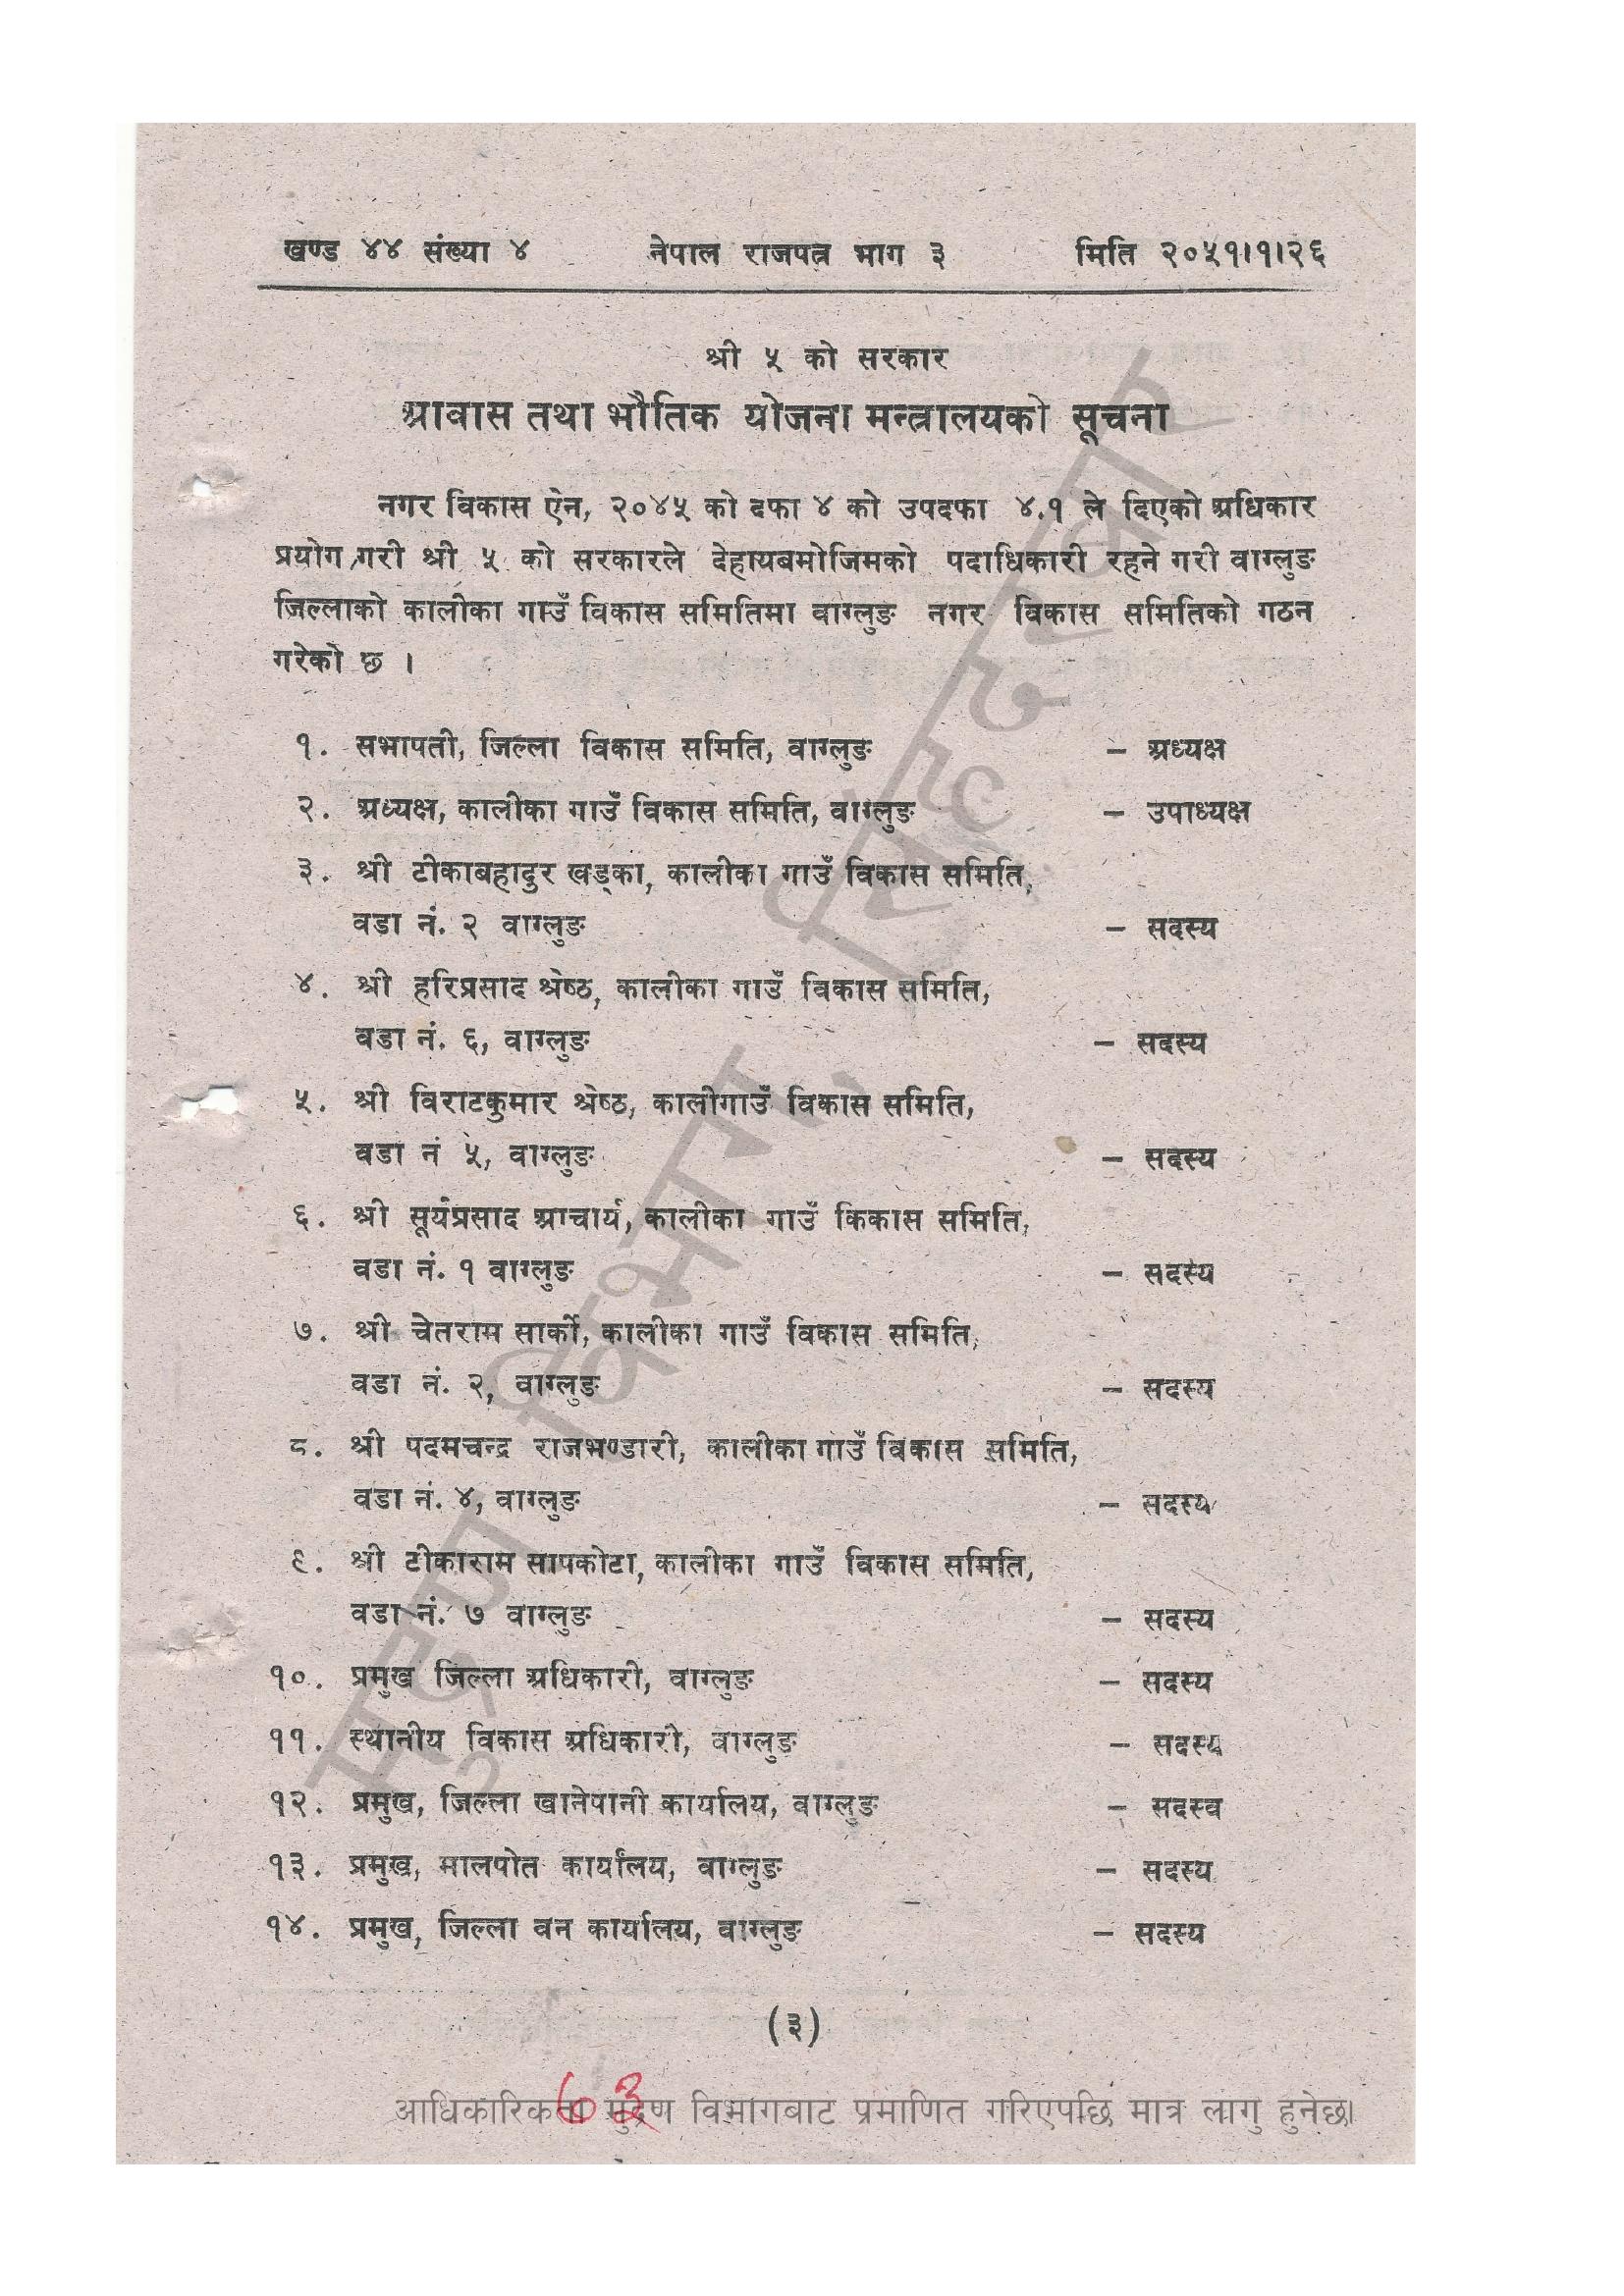 खण्ड ४४ संख्या ४ नेपाल राजपत्र भाग ३ मिति २०५१।१।२६
श्री ५ को सरकार
आवास तथा भौतिक योजना मन्त्रालयको सूचना
नगर विकास ऐन, २०४५ को दफा ४ को उपदफा ४.१ ले दिएको अधिकार
प्रयोग गरी श्री ५ को सरकारले देहायबमोजिमको पदाधिकारी रहने गरी वाग्लुङ
जिल्लाको कालीका गाउँ विकास समितिमा वाग्लुङ नगर विकास समितिको गठन
गरेको छ ।
१. सभापती, जिल्ला विकास समिति, वाग्लुङ – अध्यक्ष
२. अध्यक्ष, कालीका गाउँ विकास समिति, वाग्लुङ – उपाध्यक्ष
३. श्री टीकाबहादुर खड्का, कालीका गाउँ विकास समिति,
वडा नं. २ वाग्लुङ – सदस्य
४. श्री हरिप्रसाद श्रेष्ठ, कालीका गाउँ विकास समिति,
वडा नं. ६, वाग्लुङ – सदस्य
५. श्री विराटकुमार श्रेष्ठ, कालीगाउँ विकास समिति,
वडा नं ५, वाग्लुङ – सदस्य
६. श्री सूर्यप्रसाद आचार्य, कालीका गाउँ किकास समिति,
वडा नं. १ वाग्लुङ – सदस्य
७. श्री चेतराम सार्की, कालीका गाउँ विकास समिति,
वडा नं. २, वाग्लुङ – सदस्य
८. श्री पदमचन्द्र राजभण्डारी, कालीका गाउँ विकास समिति,
वडा नं. ४, वाग्लुङ – सदस्य
९. श्री टीकाराम सापकोटा, कालीका गाउँ विकास समिति,
वडा नं. ७ वाग्लुङ – सदस्य
१०. प्रमुख जिल्ला अधिकारी, वाग्लुङ – सदस्य
११. स्थानीय विकास अधिकारी, वाग्लुङ – सदस्य
१२. प्रमुख, जिल्ला खानेपानी कार्यालय, वाग्लुङ – सदस्व
१३. प्रमुख, मालपोत कार्यालय, वाग्लुङ – सदस्य
१४. प्रमुख, जिल्ला वन कार्यालय, वाग्लुङ – सदस्य
(३)
७३
आधिकारिकता मुद्रण विभागबाट प्रमाणित गरिएपछि मात्र लागु हुनेछ।
मुद्रण विभाग, सिंहदरबार